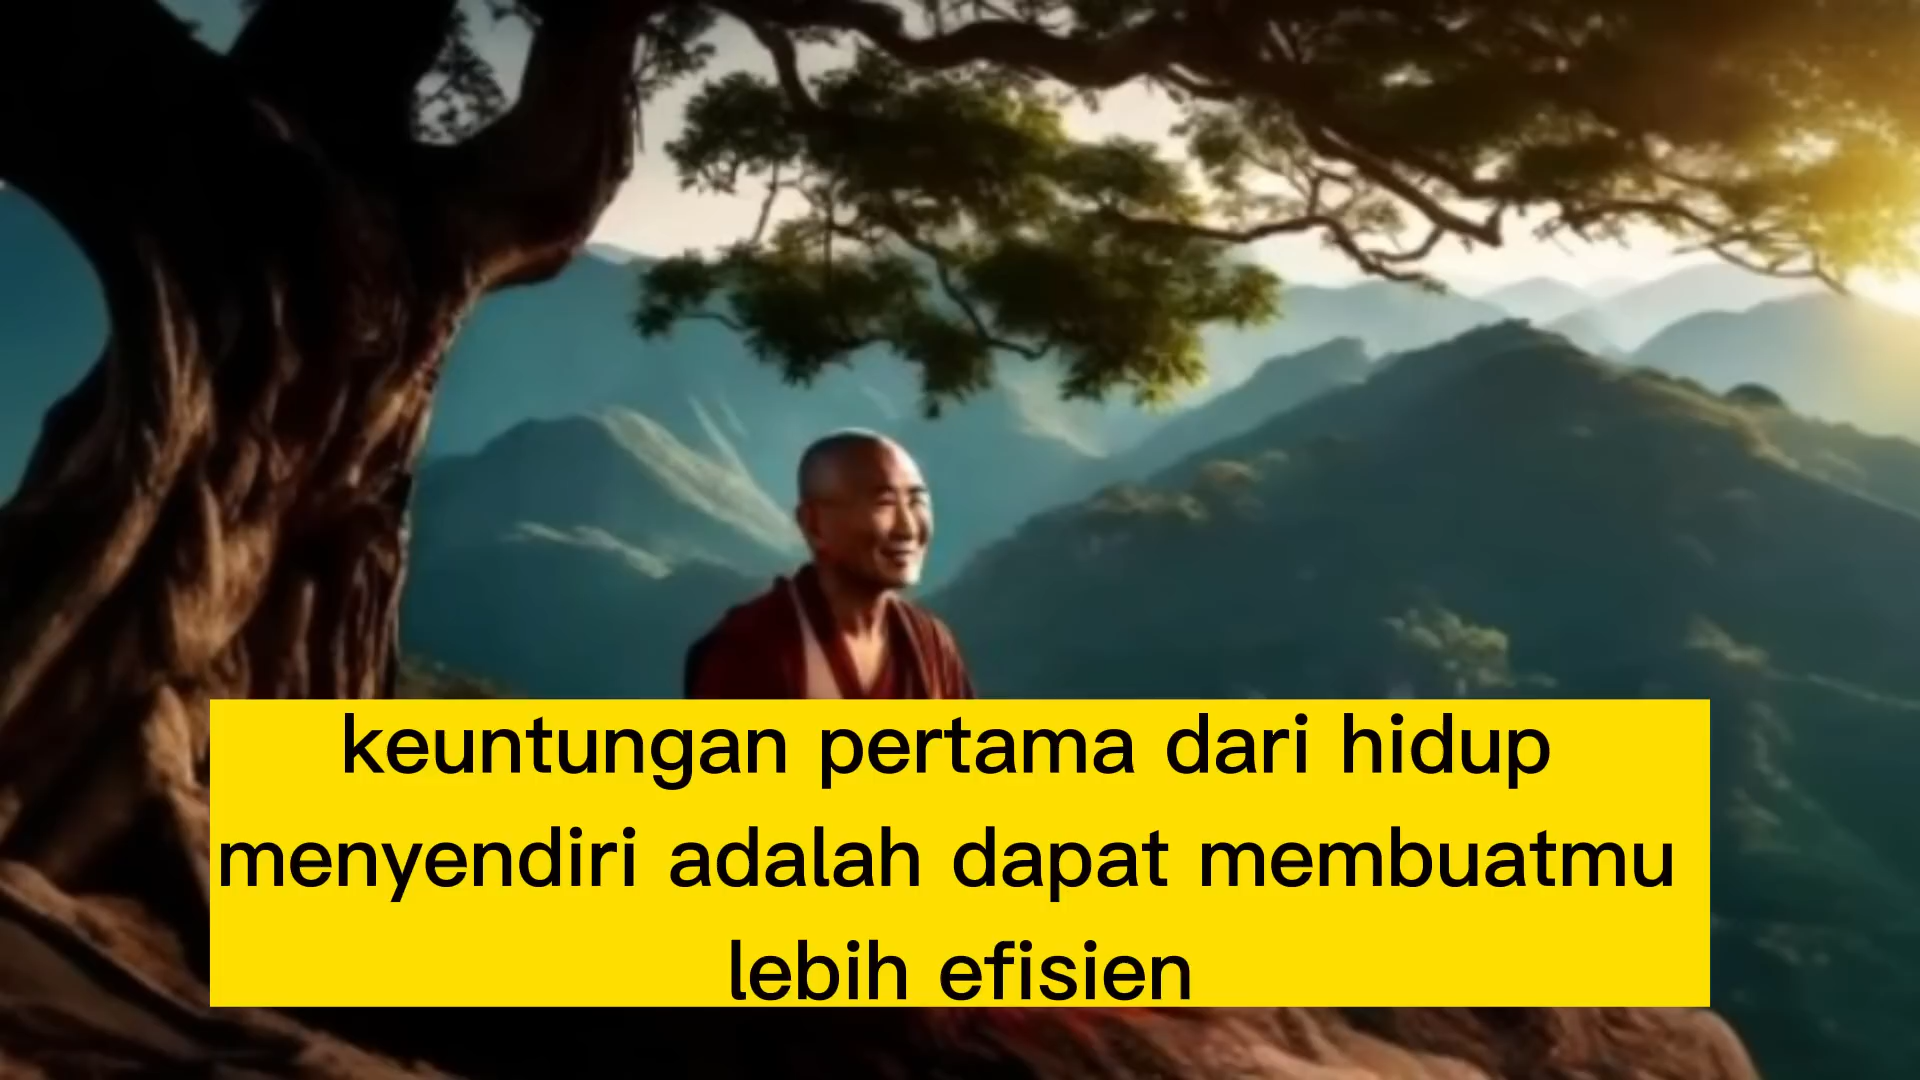 keuntungan pertama dari hidup
menyendiri adalah dapat membuatmu
lebih efisien